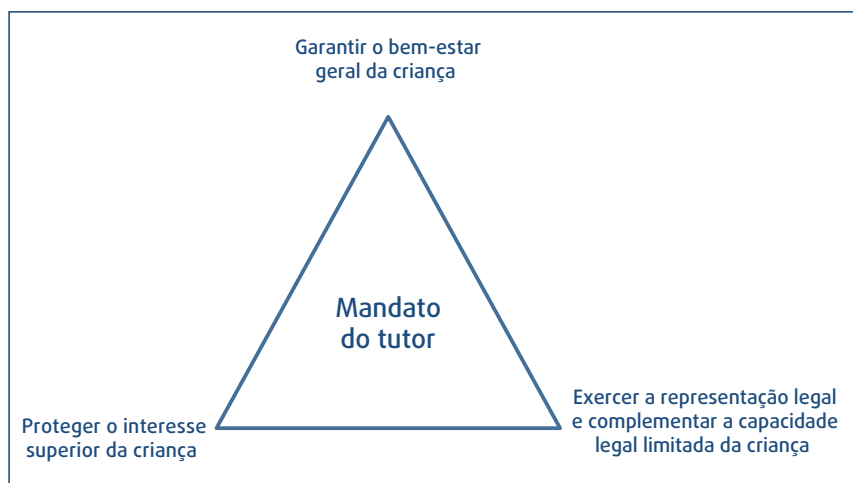 Garantir o bem-estar
geral da criança
Mandato
do tutor
Proteger o interesse
superior da criança
Exercer a representação legal
e complementar a capacidade
legal limitada da criança